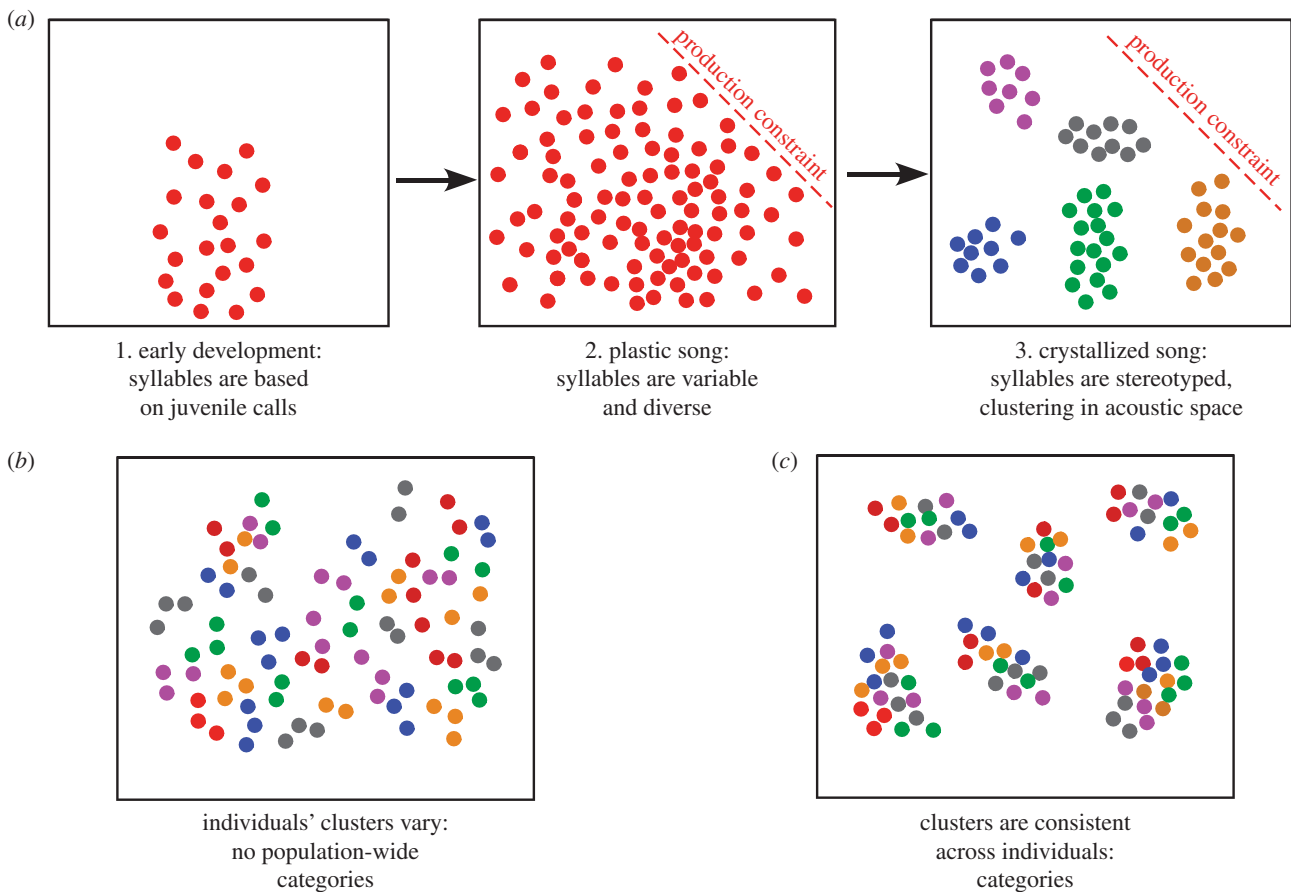 (a)
production constraint
production constraint
1. early development:
syllables are based
on juvenile calls
2. plastic song:
syllables are variable
and diverse
3. crystallized song:
syllables are stereotyped,
clustering in acoustic space
(b)
individuals’ clusters vary:
no population-wide
categories
(c)
clusters are consistent
across individuals:
categories